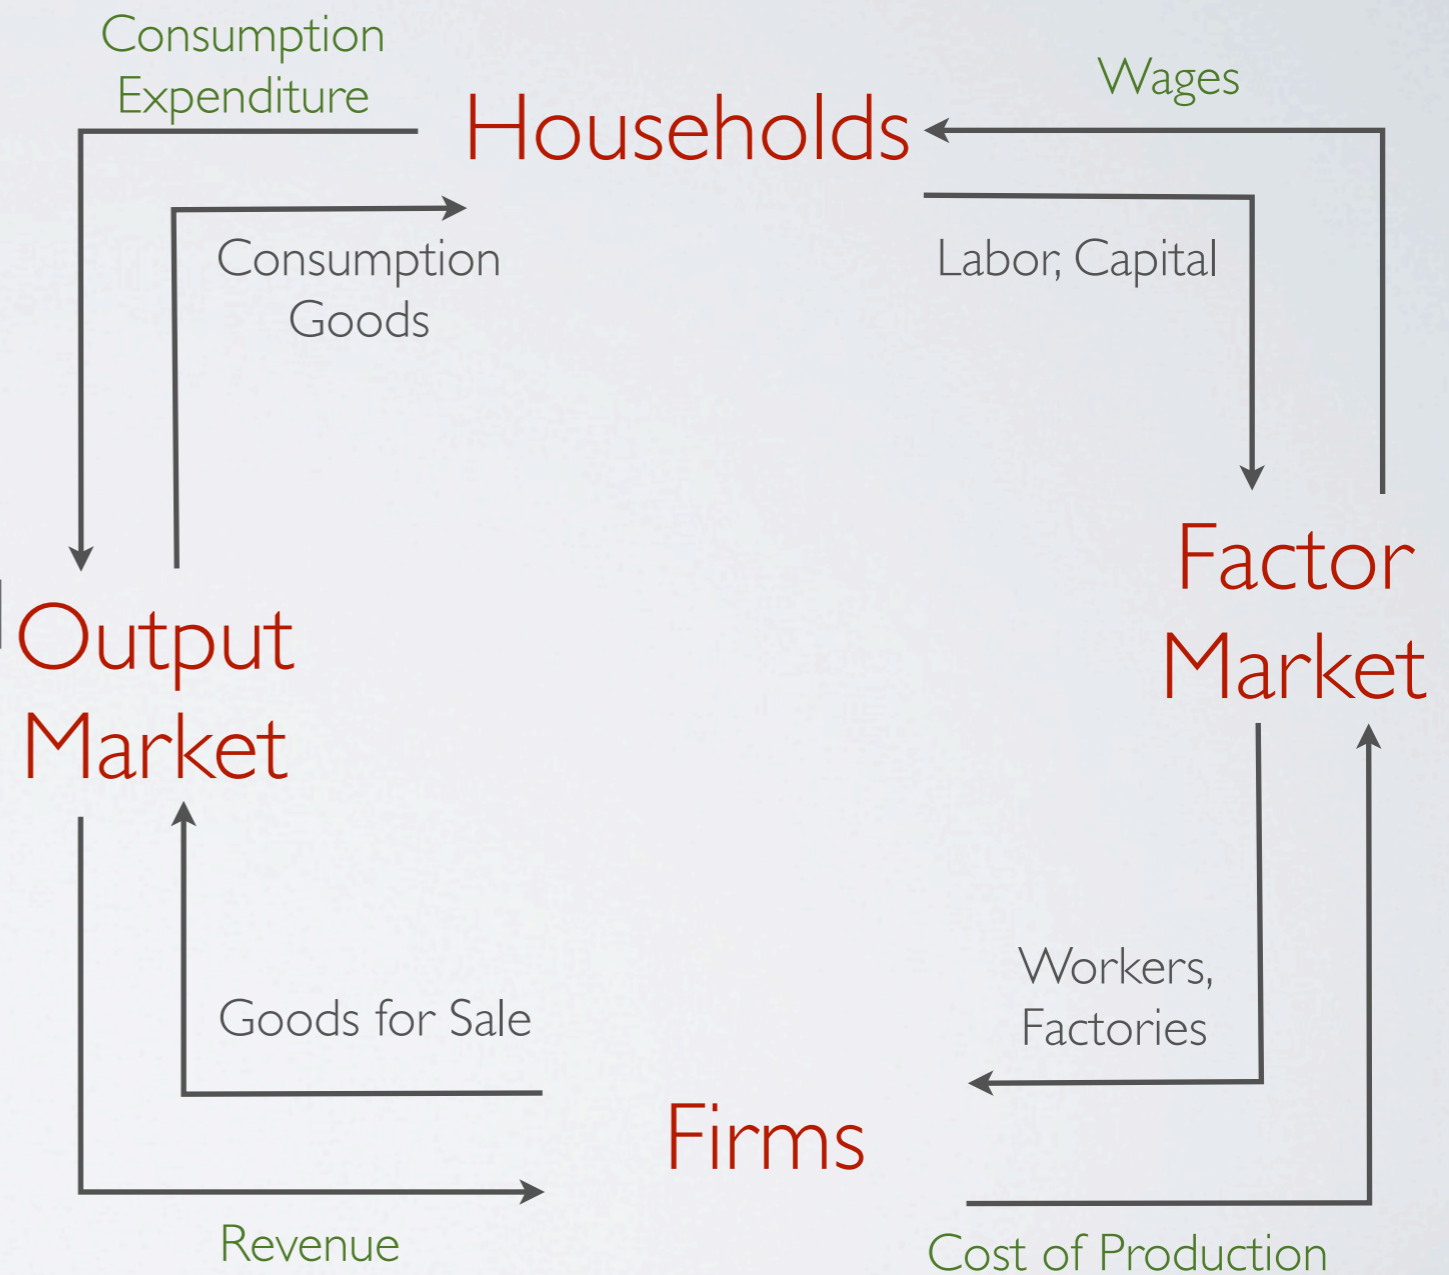 Consumption
Expenditure
Wages
Households
Consumption
Goods
Labor, Capital
Factor
Market
Output
Market
Workers,
Factories
Goods for Sale
Firms
Revenue
Cost of Production